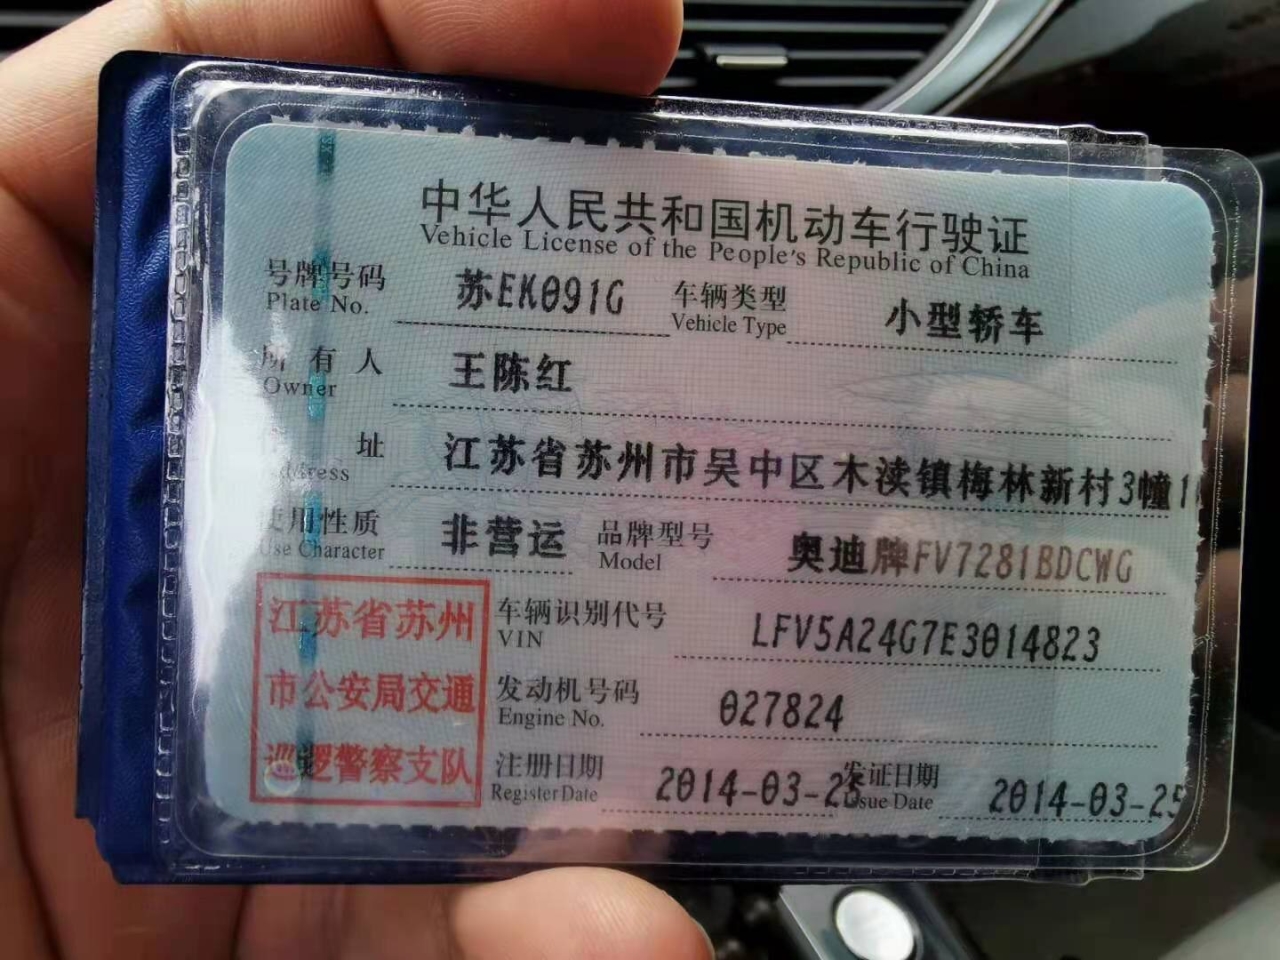 中华人民共和国机动车行驶证
Vehicle License of the People's Republic of China
号牌号码 苏EK091G 车辆类型 小型轿车
Plate No. Vehicle Type
所有人 王陈红
Owner
址 江苏省苏州市吴中区木渎镇梅林新村3幢1
Address
使用性质 非营运 品牌型号 奥迪牌FV7281BDCWG
Use Character Model
江苏省苏州
市公安局交通
巡逻警察支队
车辆识别代号 LFV5A24G7E3014823
VIN
发动机号码 027824
Engine No.
注册日期 2014-03-25 发证日期 2014-03-25
Register Date Issue Date